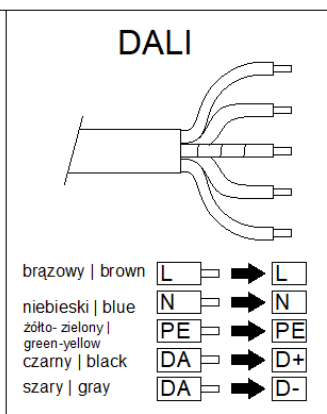 DALI
brązowy | brown L L
niebieski | blue N N
żółto- zielony |
green-yellow PE PE
czarny | black DA D+
szary | gray DA D-